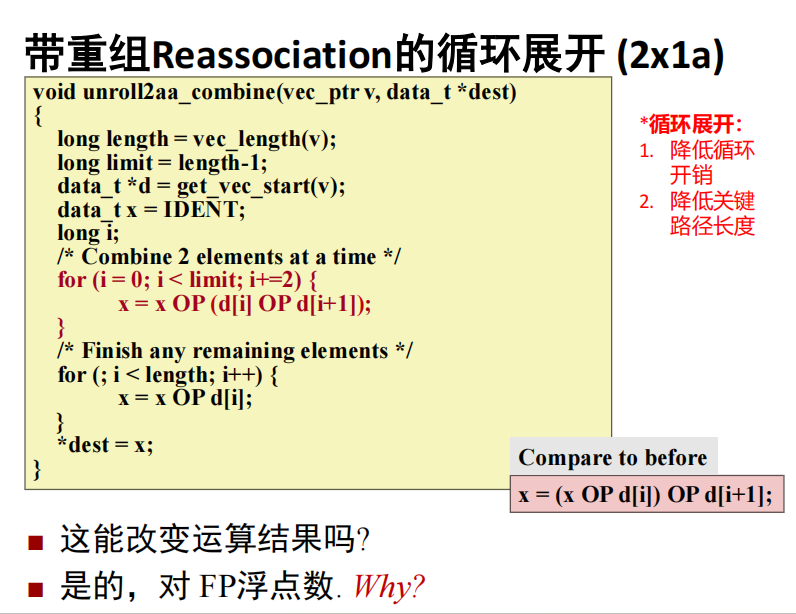 带重组Reassociation的循环展开 (2x1a)
void unroll2aa_combine(vec_ptr v, data_t *dest)
{
long length = vec_length(v);
long limit = length-1;
data_t *d = get_vec_start(v);
data_t x = IDENT;
long i;
/* Combine 2 elements at a time */
for (i = 0; i < limit; i+=2) {
x = x OP (d[i] OP d[i+1]);
}
/* Finish any remaining elements */
for (; i < length; i++) {
x = x OP d[i];
}
*dest = x;
}
*循环展开：
1. 降低循环
开销
2. 降低关键
路径长度
Compare to before
x = (x OP d[i]) OP d[i+1];
■ 这能改变运算结果吗?
■ 是的，对 FP浮点数. Why?